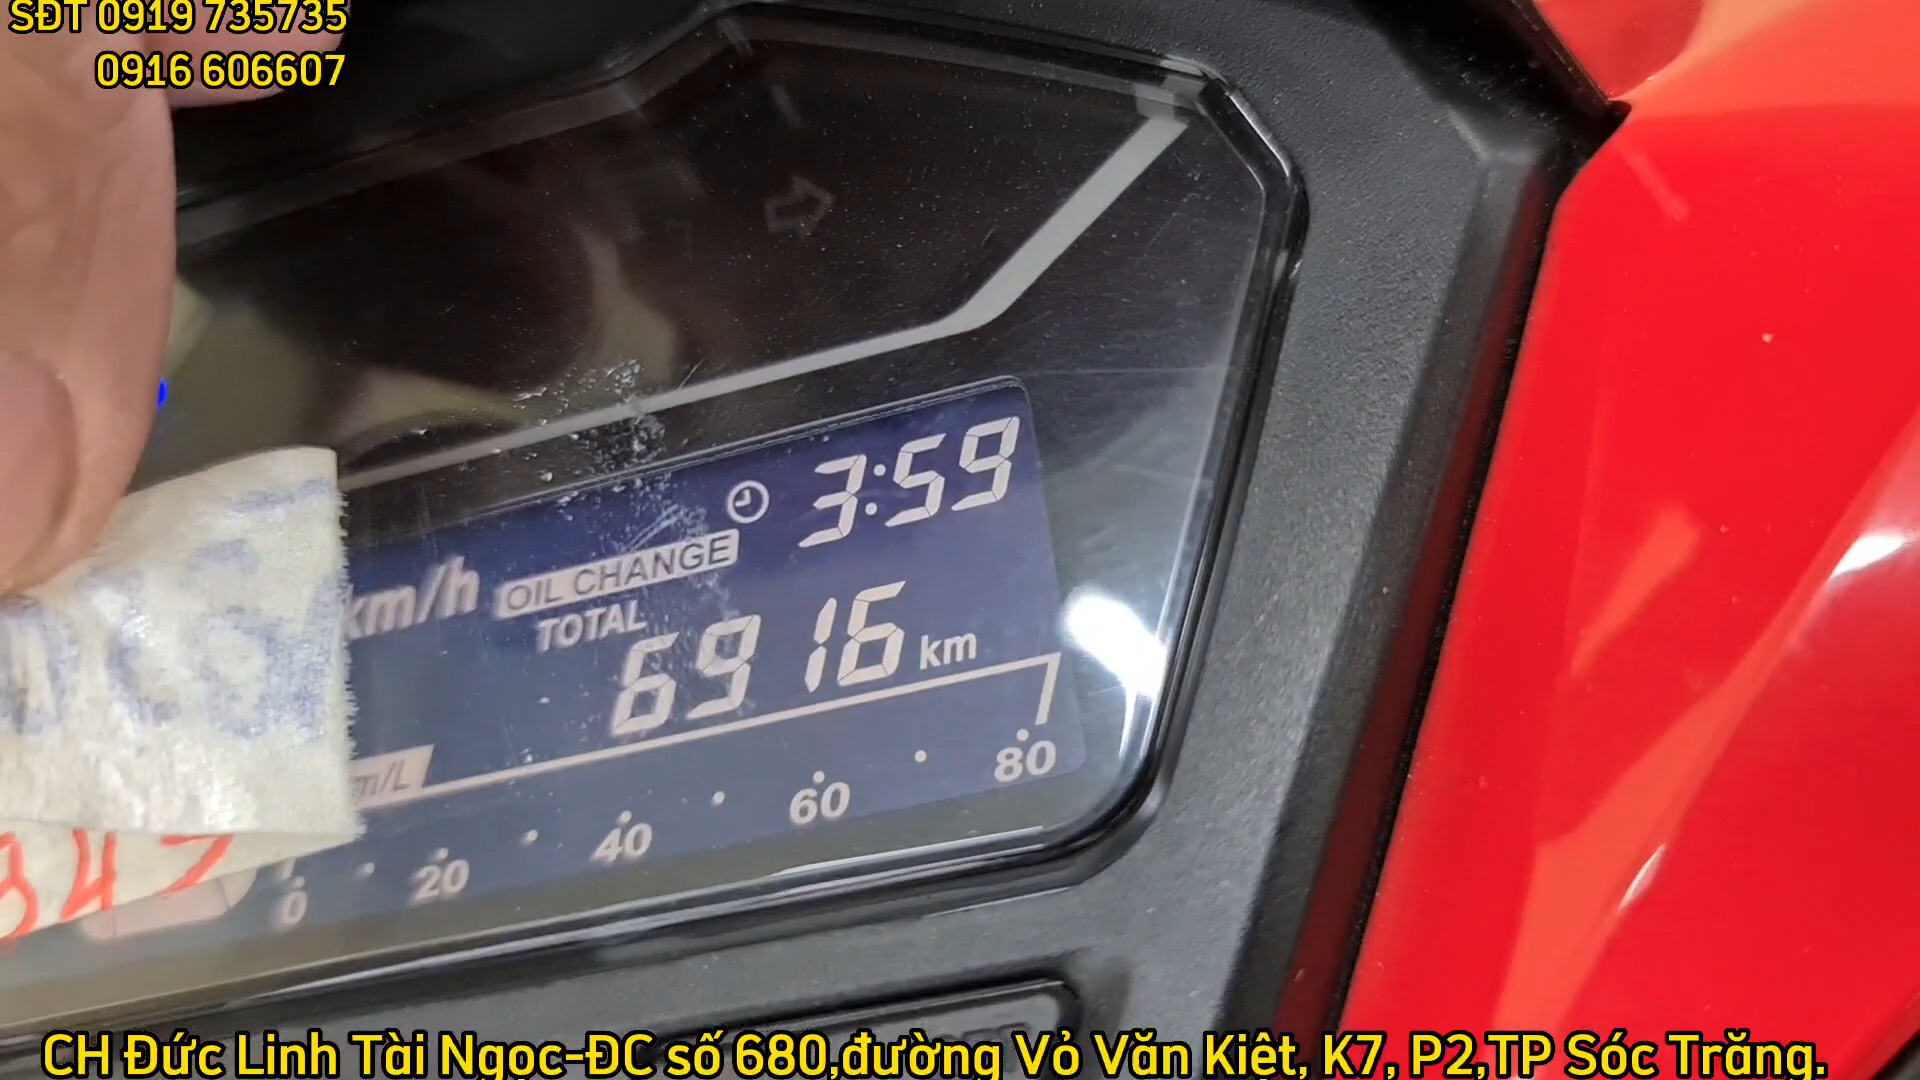 SĐT 0919 735735
0916 606607
3:59
km/h OIL CHANGE
TOTAL
6916 km
0 20 40 60 80
CH Đức Linh Tài Ngọc-ĐC số 680,đường Vỏ Văn Kiệt, K7, P2,TP Sóc Trăng.